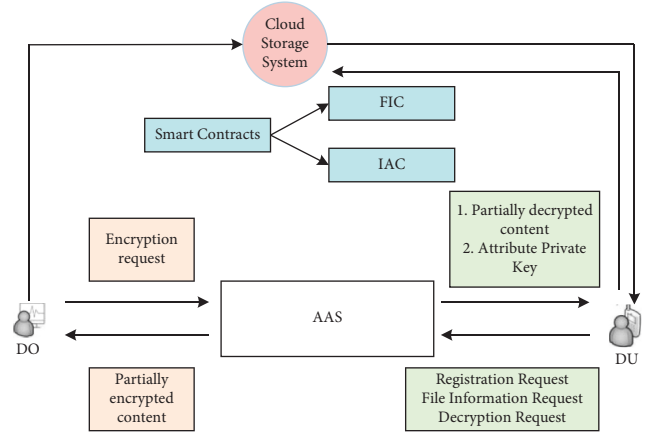 Cloud
Storage
System
FIC
Smart Contracts
IAC
1. Partially decrypted
content
2. Attribute Private
Key
Encryption
request
AAS
DO
DU
Partially
encrypted
content
Registration Request
File Information Request
Decryption Request